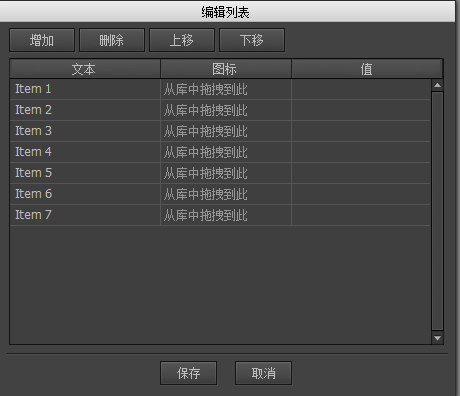 编辑列表
增加 删除 上移 下移
文本 图标 值
Item 1 从库中拖拽到此
Item 2 从库中拖拽到此
Item 3 从库中拖拽到此
Item 4 从库中拖拽到此
Item 5 从库中拖拽到此
Item 6 从库中拖拽到此
Item 7 从库中拖拽到此
保存 取消